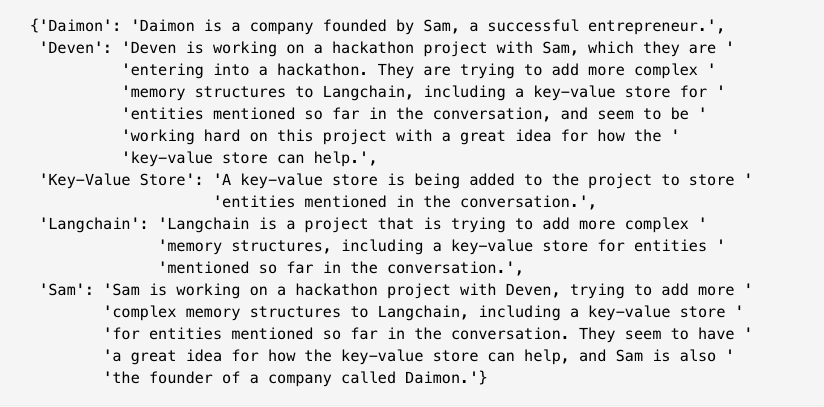 {'Daimon': 'Daimon is a company founded by Sam, a successful entrepreneur.',
 'Deven': 'Deven is working on a hackathon project with Sam, which they are '
          'entering into a hackathon. They are trying to add more complex '
          'memory structures to Langchain, including a key-value store for '
          'entities mentioned so far in the conversation, and seem to be '
          'working hard on this project with a great idea for how the '
          'key-value store can help.',
 'Key-Value Store': 'A key-value store is being added to the project to store '
                    'entities mentioned in the conversation.',
 'Langchain': 'Langchain is a project that is trying to add more complex '
              'memory structures, including a key-value store for entities '
              'mentioned so far in the conversation.',
 'Sam': 'Sam is working on a hackathon project with Deven, trying to add more '
        'complex memory structures to Langchain, including a key-value store '
        'for entities mentioned so far in the conversation. They seem to have '
        'a great idea for how the key-value store can help, and Sam is also '
        'the founder of a company called Daimon.'}